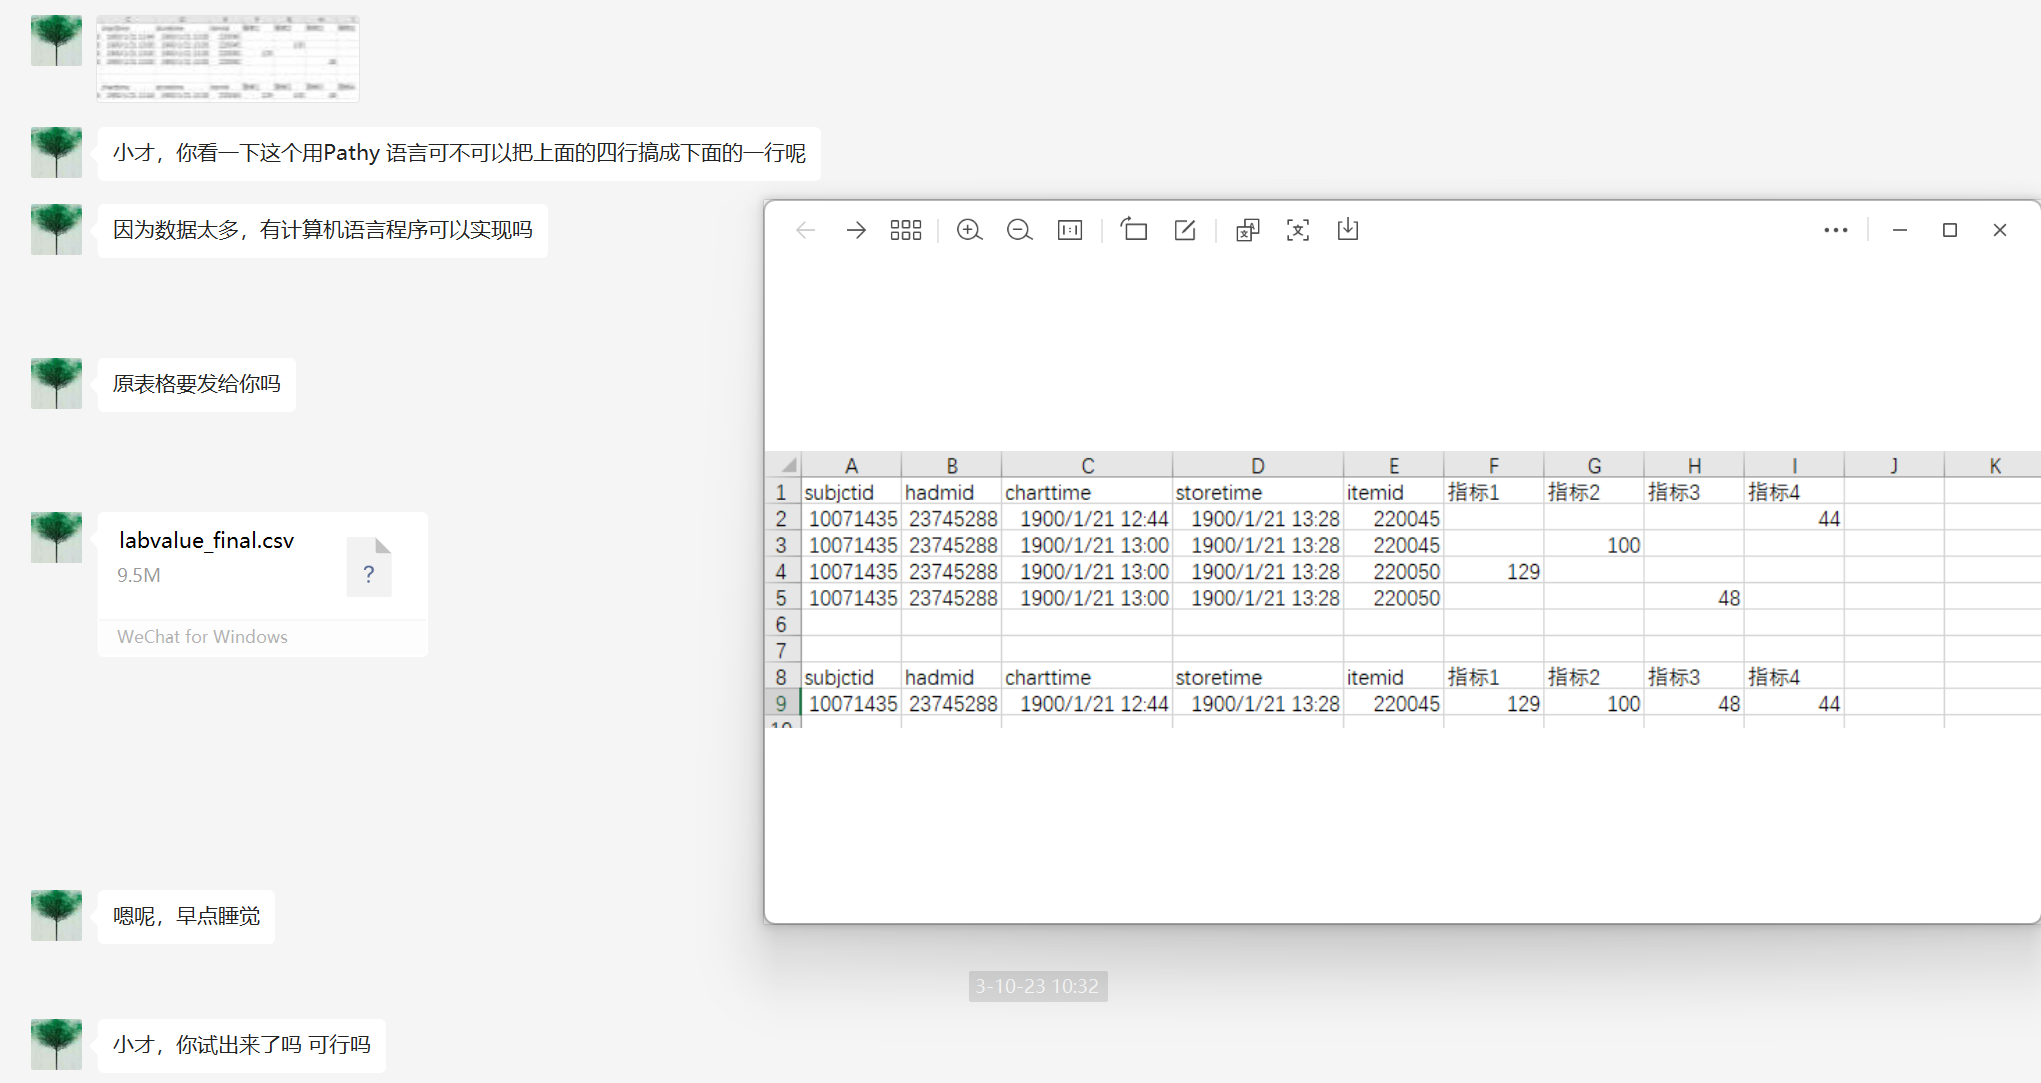 小才，你看一下这个用Pathy 语言可不可以把上面的四行搞成下面的一行呢
因为数据太多，有计算机语言程序可以实现吗
原表格要发给你吗
labvalue_final.csv
9.5M
?
WeChat for Windows
嗯呢，早点睡觉
3-10-23 10:32
小才，你试出来了吗 可行吗
A B C D E F G H I J K
1 subjctid hadmid charttime storetime itemid 指标1 指标2 指标3 指标4
2 10071435 23745288 1900/1/21 12:44 1900/1/21 13:28 220045 44
3 10071435 23745288 1900/1/21 13:00 1900/1/21 13:28 220045 100
4 10071435 23745288 1900/1/21 13:00 1900/1/21 13:28 220050 129
5 10071435 23745288 1900/1/21 13:00 1900/1/21 13:28 220050 48
6
7
8 subjctid hadmid charttime storetime itemid 指标1 指标2 指标3 指标4
9 10071435 23745288 1900/1/21 12:44 1900/1/21 13:28 220045 129 100 48 44